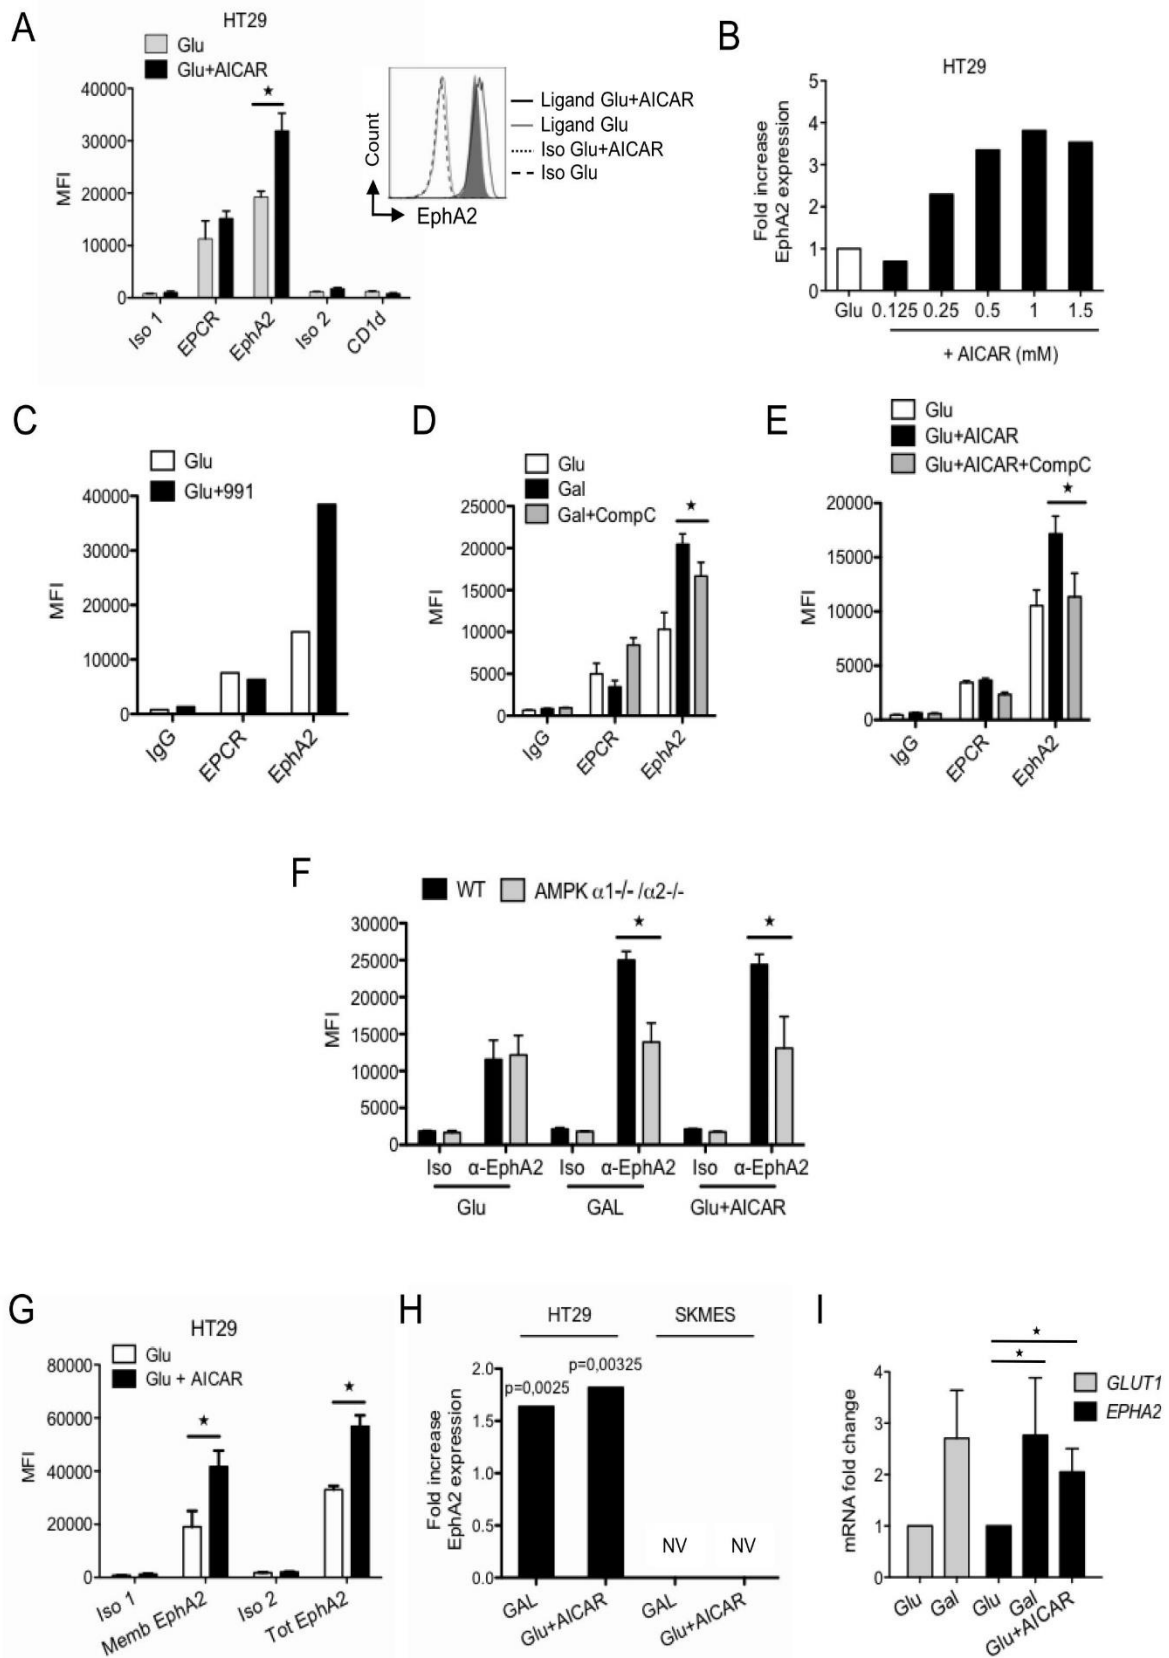 A
HT29
Glu
Glu+AICAR
MFI
40000
30000
20000
10000
0
Iso 1
EPCR
EphA2
Iso 2
CD1d
Count
EphA2
Ligand Glu+AICAR
Ligand Glu
Iso Glu+AICAR
Iso Glu
B
HT29
Fold increase
EphA2 expression
5
4
3
2
1
0
Glu 0.125 0.25 0.5 1 1.5
+ AICAR (mM)
C
Glu
Glu+991
MFI
40000
30000
20000
10000
0
IgG
EPCR
EphA2
D
Glu
Gal
Gal+CompC
MFI
25000
20000
15000
10000
5000
0
IgG
EPCR
EphA2
E
Glu
Glu+AICAR
Glu+AICAR+CompC
MFI
20000
15000
10000
5000
0
IgG
EPCR
EphA2
F
WT AMPK α1-/- /α2-/-
MFI
30000
25000
20000
15000
10000
5000
0
Iso α-EphA2 Iso α-EphA2 Iso α-EphA2
Glu GAL Glu+AICAR
G
HT29
Glu
Glu + AICAR
MFI
80000
60000
40000
20000
0
Iso 1
Memb EphA2
Iso 2
Tot EphA2
H
HT29 SKMES
Fold increase
EphA2 expression
2.0
1.5
1.0
0.5
0.0
p=0,0025
p=0,00325
NV NV
GAL
Glu+AICAR
GAL
Glu+AICAR
I
GLUT1
EPHA2
mRNA fold change
4
3
2
1
0
Glu
Gal
Glu
Gal
Glu+AICAR